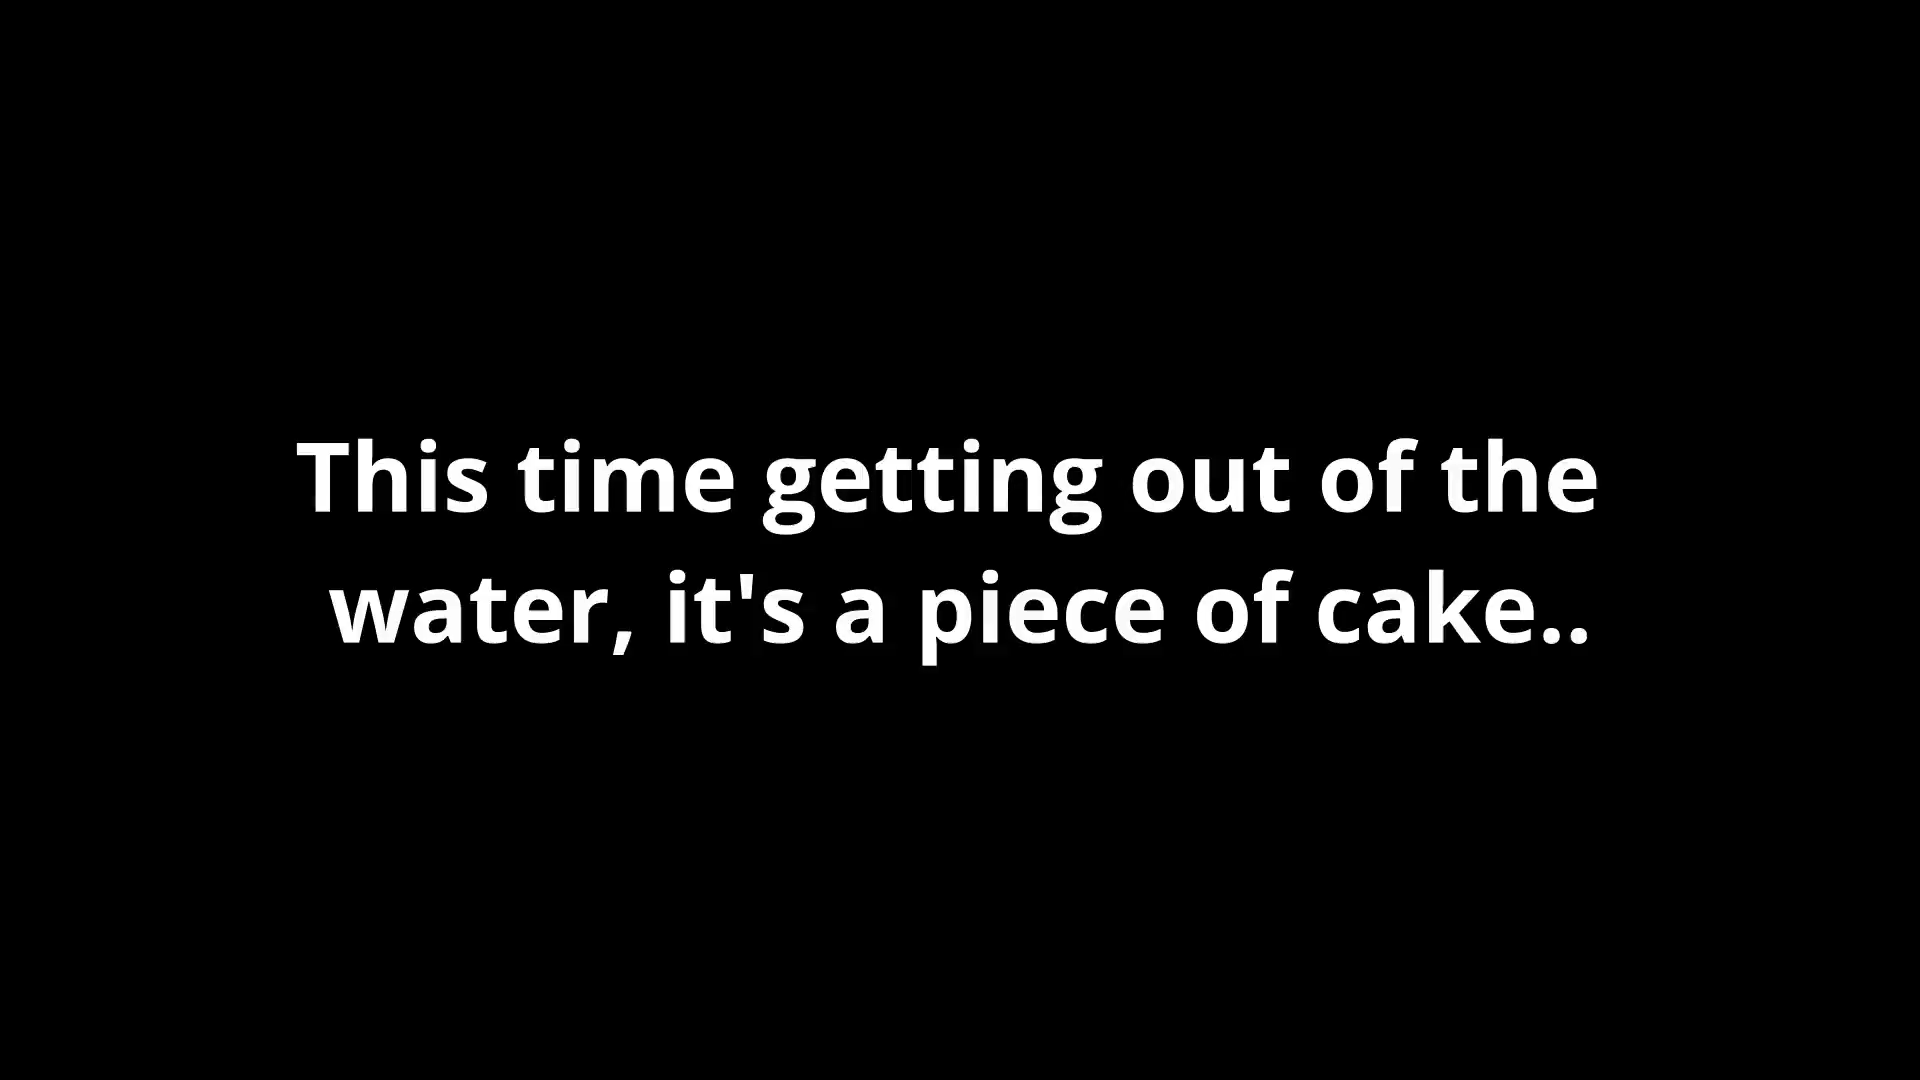 This time getting out of the
water, it's a piece of cake..